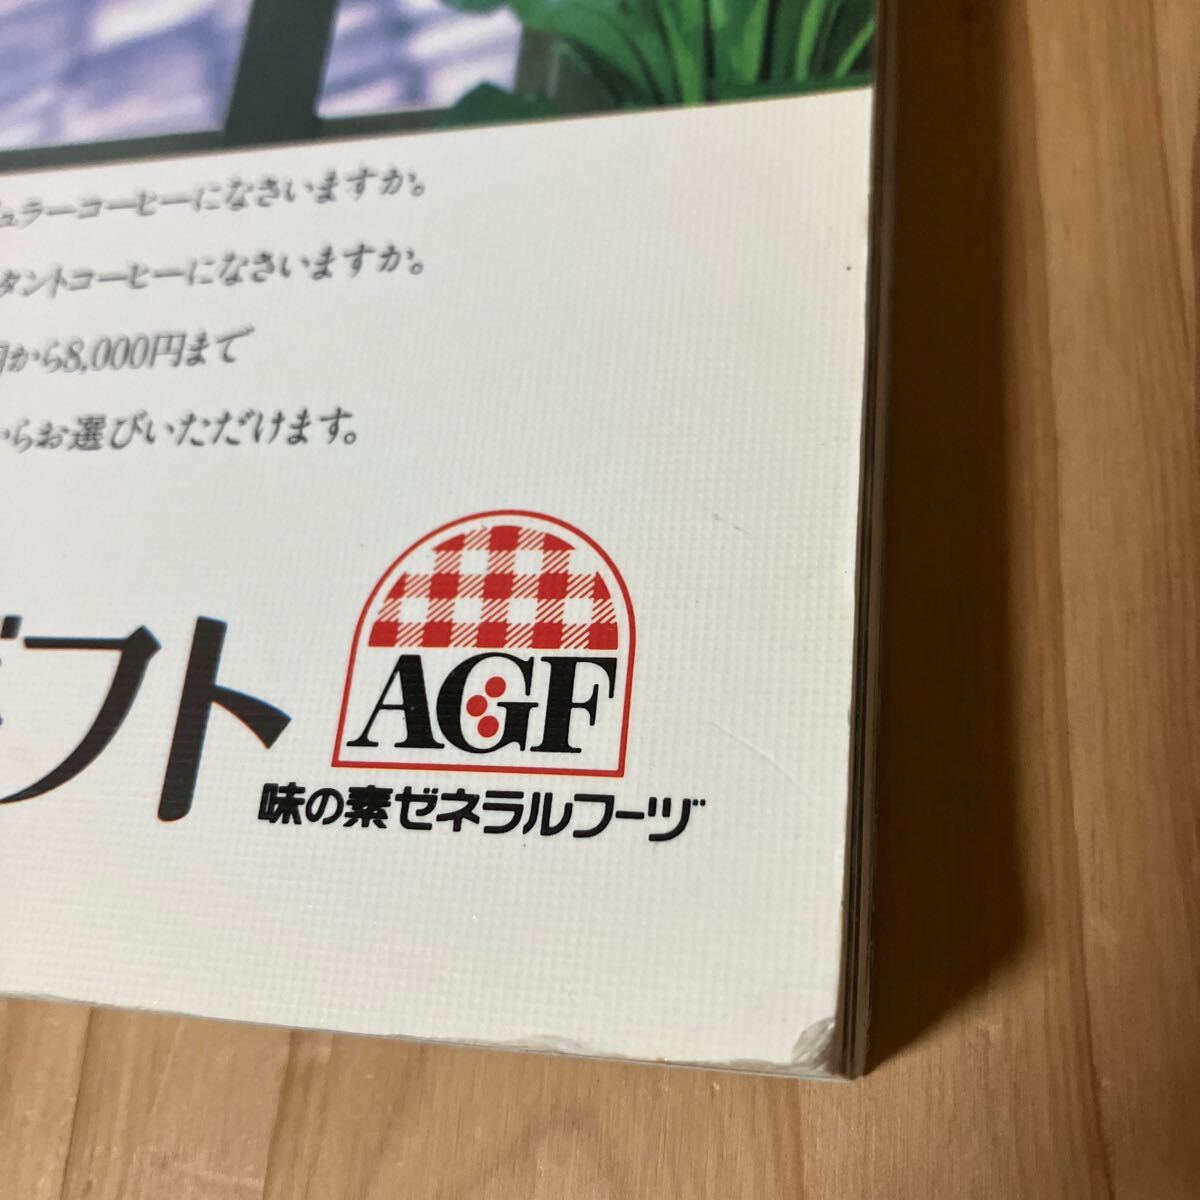 ュラーコーヒーになさいますか。
タントコーヒーになさいますか。
円から8,000円まで
からお選びいただけます。
ギフト
AGF
味の素ゼネラルフーヅ